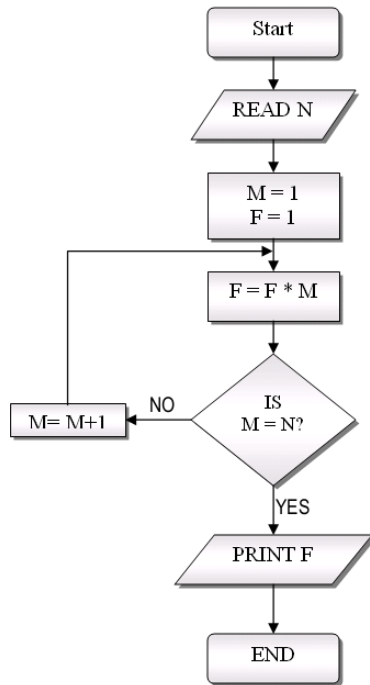 Start
READ N
M = 1
F = 1
F = F * M
IS
M = N?
NO
M= M+1
YES
PRINT F
END